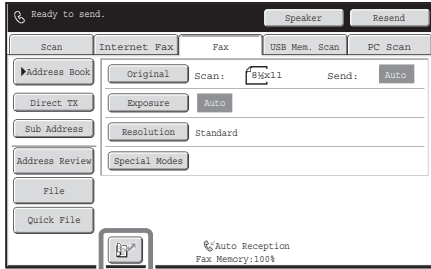 Ready to send.
Speaker
Resend
Scan
Internet Fax
Fax
USB Mem. Scan
PC Scan
Address Book
Original
Scan:
8½x11
Send:
Auto
Direct TX
Exposure
Auto
Sub Address
Resolution
Standard
Address Review
Special Modes
File
Quick File
Auto Reception
Fax Memory:100%